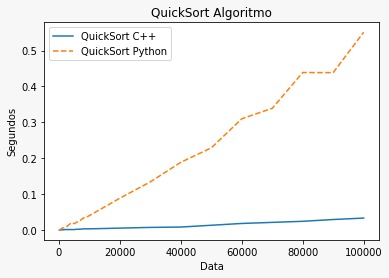 QuickSort Algoritmo
QuickSort C++
QuickSort Python
Segundos
0.5
0.4
0.3
0.2
0.1
0.0
0 20000 40000 60000 80000 100000
Data